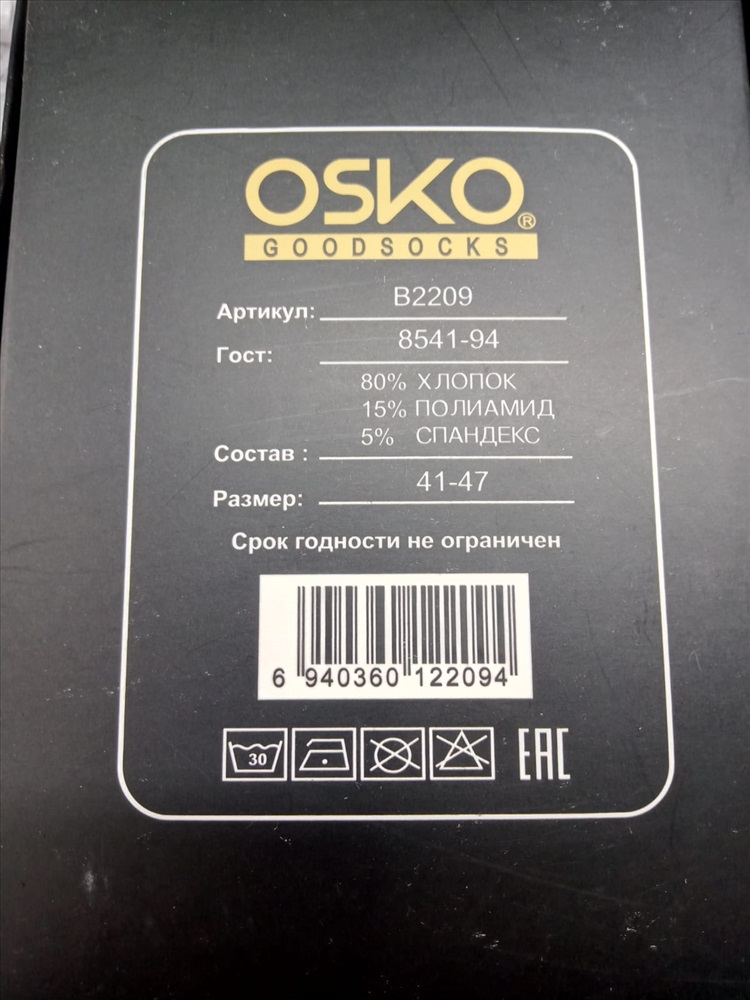 OSKO®
GOODSOCKS
Артикул: B2209
Гост: 8541-94
80% ХЛОПОК
15% ПОЛИАМИД
5% СПАНДЕКС
Состав :
Размер: 41-47
Срок годности не ограничен
6 940360 122094
30
EAC